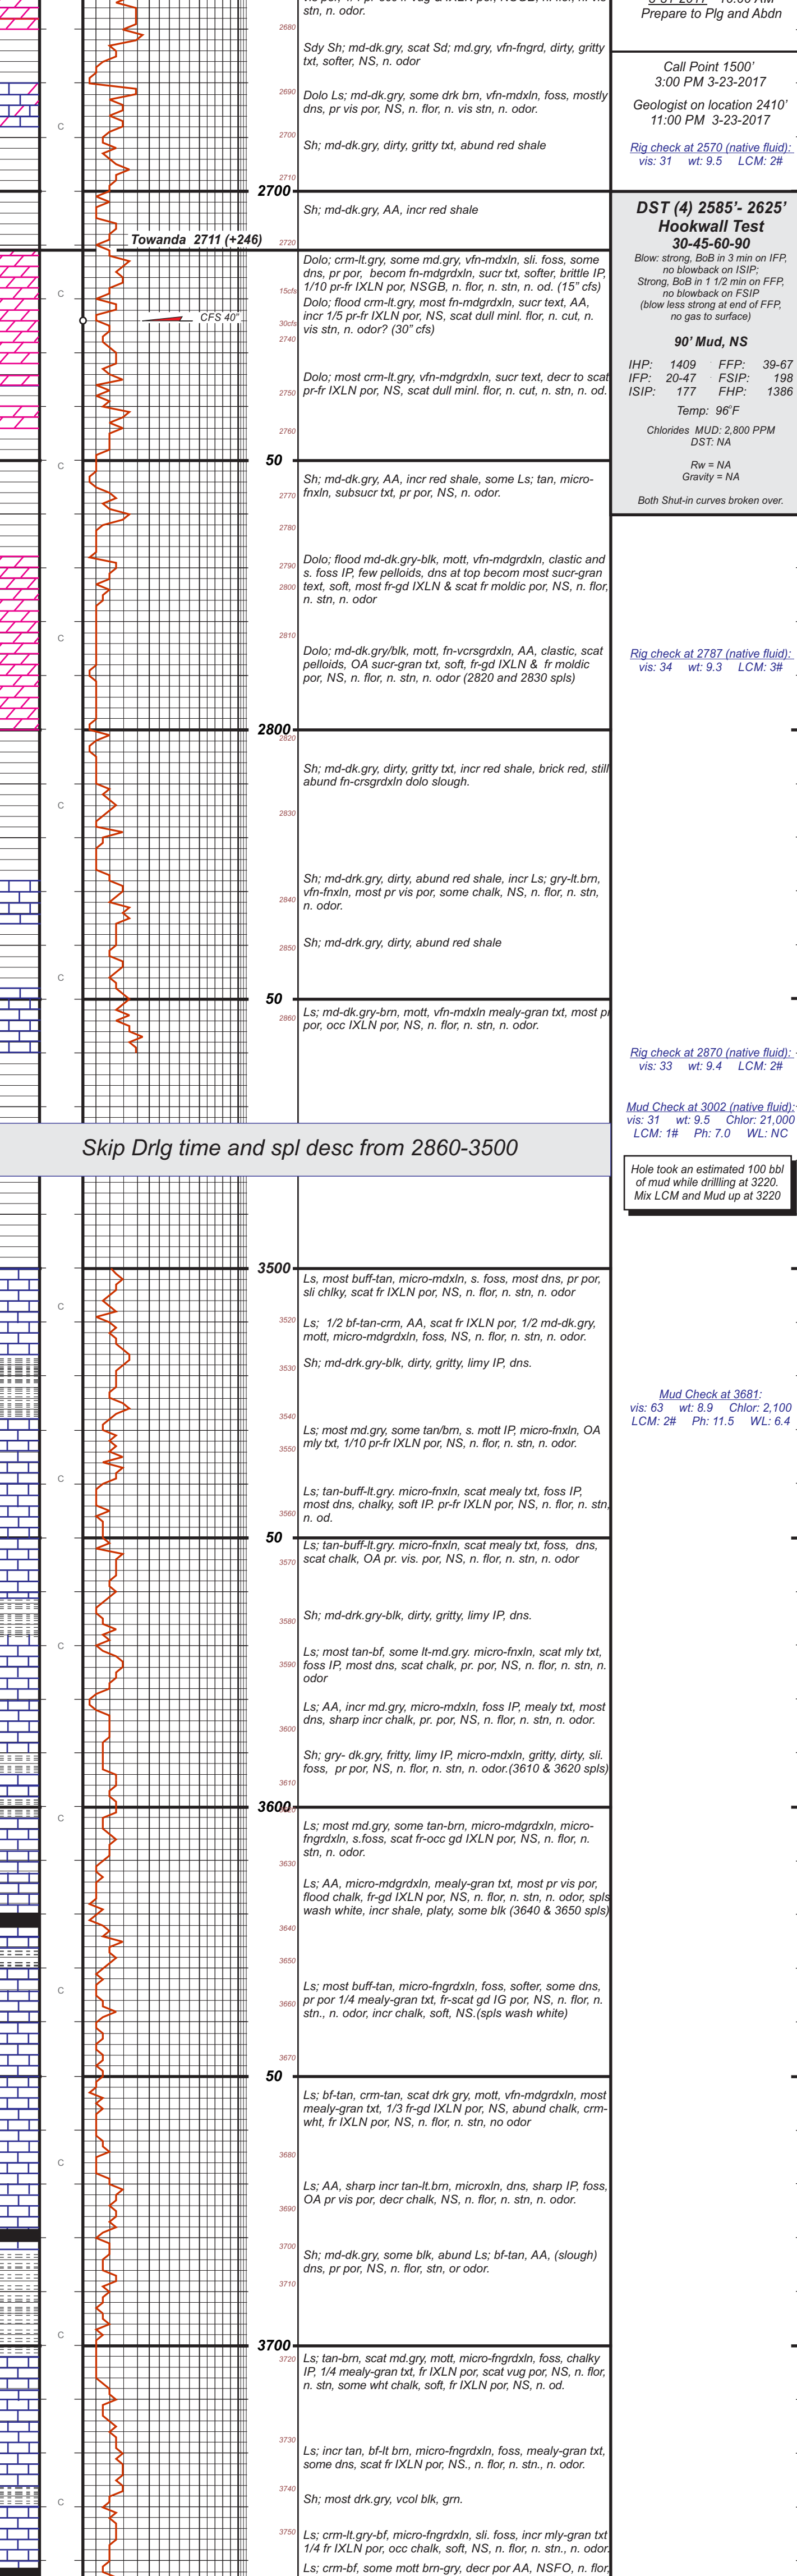 stn, n. odor.
2680
Sdy Sh; md-dk.gry, scat Sd; md.gry, vfn-fngrd, dirty, gritty
txt, softer, NS, n. odor
2690
Dolo Ls; md-dk.gry, some drk brn, vfn-mdxln, foss, mostly
dns, pr vis por, NS, n. flor, n. vis stn, n. odor.
C
2700
Sh; md-dk.gry, dirty, gritty txt, abund red shale
2710
2700
Sh; md-dk.gry, AA, incr red shale
Towanda 2711 (+246)
2720
Dolo; crm-lt.gry, some md.gry, vfn-mdxln, sli. foss, some
dns, pr por, becom fn-mdgrdxln, sucr txt, softer, brittle IP,
1/10 pr-fr IXLN por, NSGB, n. flor, n. stn, n. od. (15” cfs)
C
15cfs
Dolo; flood crm-lt.gry, most fn-mdgrdxln, sucr text, AA,
incr 1/5 pr-fr IXLN por, NS, scat dull minl. flor, n. cut, n.
vis stn, n. odor? (30” cfs)
CFS 40"
30cfs
2740
Dolo; most crm-lt.gry, vfn-mdgrdxln, sucr text, decr to scat
pr-fr IXLN por, NS, scat dull minl. flor, n. cut, n. stn, n. od.
2750
2760
50
C
Sh; md-dk.gry, AA, incr red shale, some Ls; tan, micro-
fnxln, subsucr txt, pr por, NS, n. odor.
2770
2780
Dolo; flood md-dk.gry-blk, mott, vfn-mdgrdxln, clastic and
s. foss IP, few pelloids, dns at top becom most sucr-gran
text, soft, most fr-gd IXLN & scat fr moldic por, NS, n. flor,
n. stn, n. odor
2790
2800
2810
C
Dolo; md-dk.gry/blk, mott, fn-vcrsgrdxln, AA, clastic, scat
pelloids, OA sucr-gran txt, soft, fr-gd IXLN & fr moldic
por, NS, n. flor, n. stn, n. odor (2820 and 2830 spls)
2800
2820
Sh; md-dk.gry, dirty, gritty txt, incr red shale, brick red, still
abund fn-crsgrdxln dolo slough.
C
2830
Sh; md-drk.gry, dirty, abund red shale, incr Ls; gry-lt.brn,
vfn-fnxln, most pr vis por, some chalk, NS, n. flor, n. stn,
n. odor.
2840
Sh; md-drk.gry, dirty, abund red shale
2850
C
50
Ls; md-dk.gry-brn, mott, vfn-mdxln mealy-gran txt, most pr
por, occ IXLN por, NS, n. flor, n. stn, n. odor.
2860
Skip Drlg time and spl desc from 2860-3500
3500
Ls, most buff-tan, micro-mdxln, s. foss, most dns, pr por,
sli chlky, scat fr IXLN por, NS, n. flor, n. stn, n. odor
C
3520
Ls; 1/2 bf-tan-crm, AA, scat fr IXLN por, 1/2 md-dk.gry,
mott, micro-mdgrdxln, foss, NS, n. flor, n. stn, n. odor.
Sh; md-drk.gry-blk, dirty, gritty, limy IP, dns.
3530
3540
Ls; most md.gry, some tan/brn, s. mott IP, micro-fnxln, OA
mly txt, 1/10 pr-fr IXLN por, NS, n. flor, n. stn, n. odor.
3550
C
Ls; tan-buff-lt.gry. micro-fnxln, scat mealy txt, foss IP,
most dns, chalky, soft IP. pr-fr IXLN por, NS, n. flor, n. stn,
n. od.
3560
50
Ls; tan-buff-lt.gry. micro-fnxln, scat mealy txt, foss, dns,
scat chalk, OA pr. vis. por, NS, n. flor, n. stn, n. odor
3570
Sh; md-drk.gry-blk, dirty, gritty, limy IP, dns.
3580
C
Ls; most tan-bf, some lt-md.gry. micro-fnxln, scat mly txt,
foss IP, most dns, scat chalk, pr. por, NS, n. flor, n. stn, n.
odor
3590
Ls; AA, incr md.gry, micro-mdxln, foss IP, mealy txt, most
dns, sharp incr chalk, pr. por, NS, n. flor, n. stn, n. odor.
3600
Sh; gry- dk.gry, fritty, limy IP, micro-mdxln, gritty, dirty, sli.
foss, pr por, NS, n. flor, n. stn, n. odor.(3610 & 3620 spls)
3610
3600
C
Ls; most md.gry, some tan-brn, micro-mdgrdxln, micro-
fngrdxln, s.foss, scat fr-occ gd IXLN por, NS, n. flor, n.
stn, n. odor.
3630
Ls; AA, micro-mdgrdxln, mealy-gran txt, most pr vis por,
flood chalk, fr-gd IXLN por, NS, n. flor, n. stn, n. odor, spls
wash white, incr shale, platy, some blk (3640 & 3650 spls)
3640
3650
C
Ls; most buff-tan, micro-fngrdxln, foss, softer, some dns,
pr por 1/4 mealy-gran txt, fr-scat gd IG por, NS, n. flor, n.
stn., n. odor, incr chalk, soft, NS.(spls wash white)
3660
3670
50
Ls; bf-tan, crm-tan, scat drk gry, mott, vfn-mdgrdxln, most
mealy-gran txt, 1/3 fr-gd IXLN por, NS, abund chalk, crm-
wht, fr IXLN por, NS, n. flor, n. stn, no odor
3680
C
Ls; AA, sharp incr tan-lt.brn, microxln, dns, sharp IP, foss,
OA pr vis por, decr chalk, NS, n. flor, n. stn, n. odor.
3690
3700
Sh; md-dk.gry, some blk, abund Ls; bf-tan, AA, (slough)
dns, pr por, NS, n. flor, stn, or odor.
3710
C
3700
3720
Ls; tan-brn, scat md.gry, mott, micro-fngrdxln, foss, chalky
IP, 1/4 mealy-gran txt, fr IXLN por, scat vug por, NS, n. flor,
n. stn, some wht chalk, soft, fr IXLN por, NS, n. od.
3730
Ls; incr tan, bf-lt brn, micro-fngrdxln, foss, mealy-gran txt,
some dns, scat fr IXLN por, NS., n. flor, n. stn., n. odor.
3740
C
Sh; most drk.gry, vcol blk, grn.
3750
Ls; crm-lt.gry-bf, micro-fngrdxln, sli. foss, incr mly-gran txt
1/4 fr IXLN por, occ chalk, soft, NS, n. flor, n. stn., n. odor.
Ls; crm-bf, some mott brn-gry, decr por AA, NSFO, n. flor,
Prepare to Plg and Abdn
Call Point 1500’
3:00 PM 3-23-2017
Geologist on location 2410’
11:00 PM 3-23-2017
Rig check at 2570 (native fluid):
vis: 31 wt: 9.5 LCM: 2#
DST (4) 2585’- 2625’
Hookwall Test
30-45-60-90
Blow: strong, BoB in 3 min on IFP,
no blowback on ISIP;
Strong, BoB in 1 1/2 min on FFP,
no blowback on FSIP
(blow less strong at end of FFP,
no gas to surface)
90’ Mud, NS
IHP: 1409 FFP: 39-67
IFP: 20-47 FSIP: 198
ISIP: 177 FHP: 1386
Temp: 96°F
Chlorides MUD: 2,800 PPM
DST: NA
Rw = NA
Gravity = NA
Both Shut-in curves broken over.
Rig check at 2787 (native fluid):
vis: 34 wt: 9.3 LCM: 3#
Rig check at 2870 (native fluid):
vis: 33 wt: 9.4 LCM: 2#
Mud Check at 3002 (native fluid):
vis: 31 wt: 9.5 Chlor: 21,000
LCM: 1# Ph: 7.0 WL: NC
Hole took an estimated 100 bbl
of mud while drillling at 3220.
Mix LCM and Mud up at 3220
Mud Check at 3681:
vis: 63 wt: 8.9 Chlor: 2,100
LCM: 2# Ph: 11.5 WL: 6.4